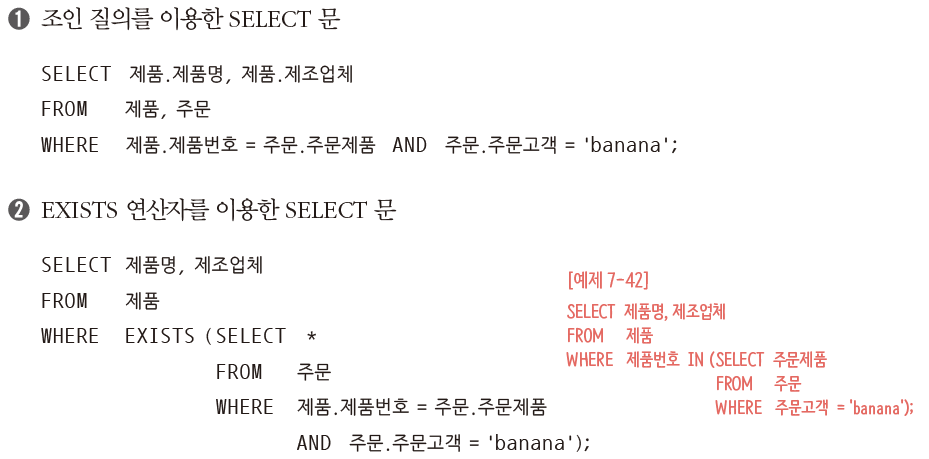 ❶ 조인 질의를 이용한 SELECT 문
SELECT 제품.제품명, 제품.제조업체
FROM 제품, 주문
WHERE 제품.제품번호 = 주문.주문제품 AND 주문.주문고객 = 'banana';
❷ EXISTS 연산자를 이용한 SELECT 문
SELECT 제품명, 제조업체
FROM 제품
WHERE EXISTS (SELECT *
FROM 주문
WHERE 제품.제품번호 = 주문.주문제품
AND 주문.주문고객 = 'banana');
[예제 7-42]
SELECT 제품명, 제조업체
FROM 제품
WHERE 제품번호 IN (SELECT 주문제품
FROM 주문
WHERE 주문고객 = 'banana');